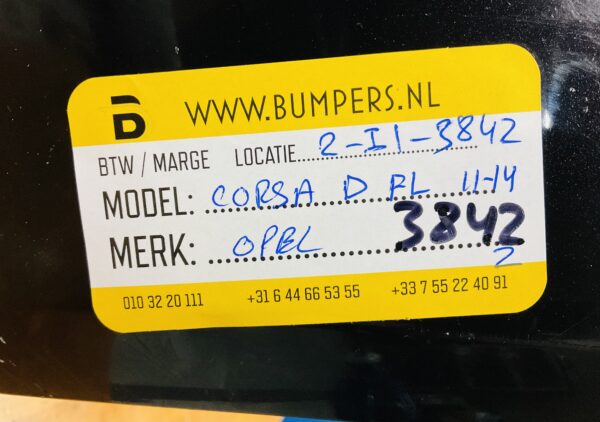 B WWW.BUMPERS.NL
BTW / MARGE LOCATIE 2-I1-3842
MODEL: CORSA D FL 11-14
MERK: OPEL 3842
2
010 32 20 111 +31 6 44 66 53 55 +33 7 55 22 40 91